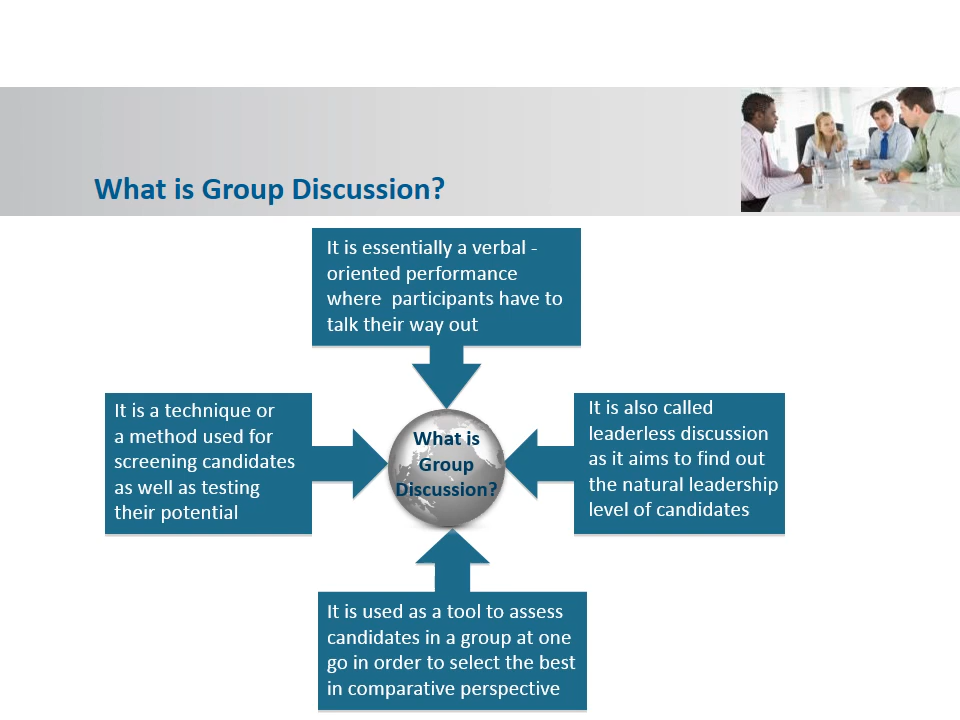 What is Group Discussion?
It is essentially a verbal -
oriented performance
where  participants have to
talk their way out
It is a technique or
a method used for
screening candidates
as well as testing
their potential
What is
Group
Discussion?
It is also called
leaderless discussion
as it aims to find out
the natural leadership
level of candidates
It is used as a tool to assess
candidates in a group at one
go in order to select the best
in comparative perspective